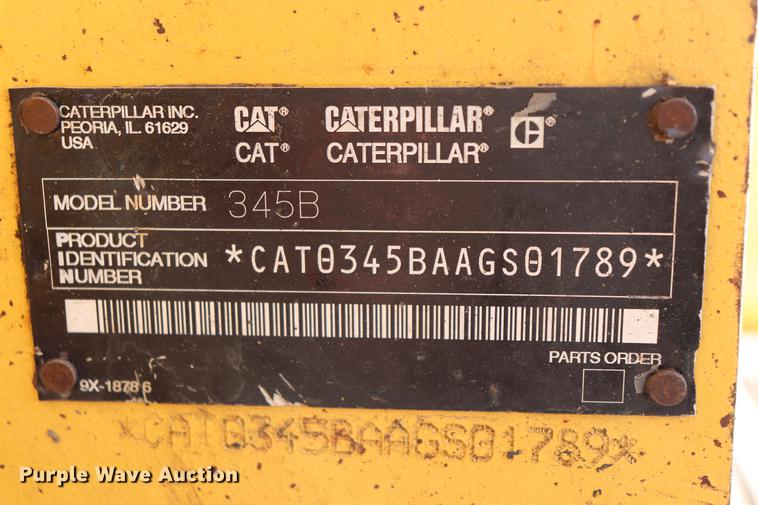 CATERPILLAR INC.
PEORIA, IL. 61629
USA
CAT® CATERPILLAR® ®
CAT® CATERPILLAR®
MODEL NUMBER 345B
PRODUCT
IDENTIFICATION
NUMBER
*CAT0345BAAGS01789*
PARTS ORDER
9X-1878 6
*CAT0345BAAGS01789*
Purple Wave Auction